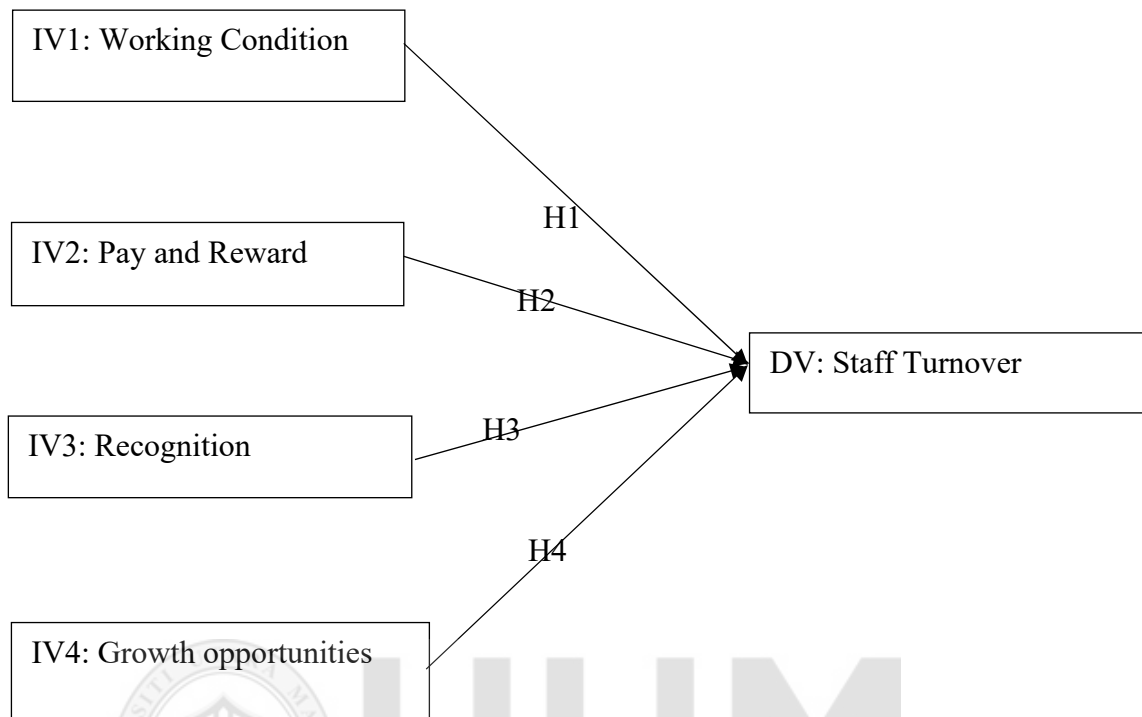 IV1: Working Condition
H1
IV2: Pay and Reward
H2
DV: Staff Turnover
H3
IV3: Recognition
H4
IV4: Growth opportunities
UUM